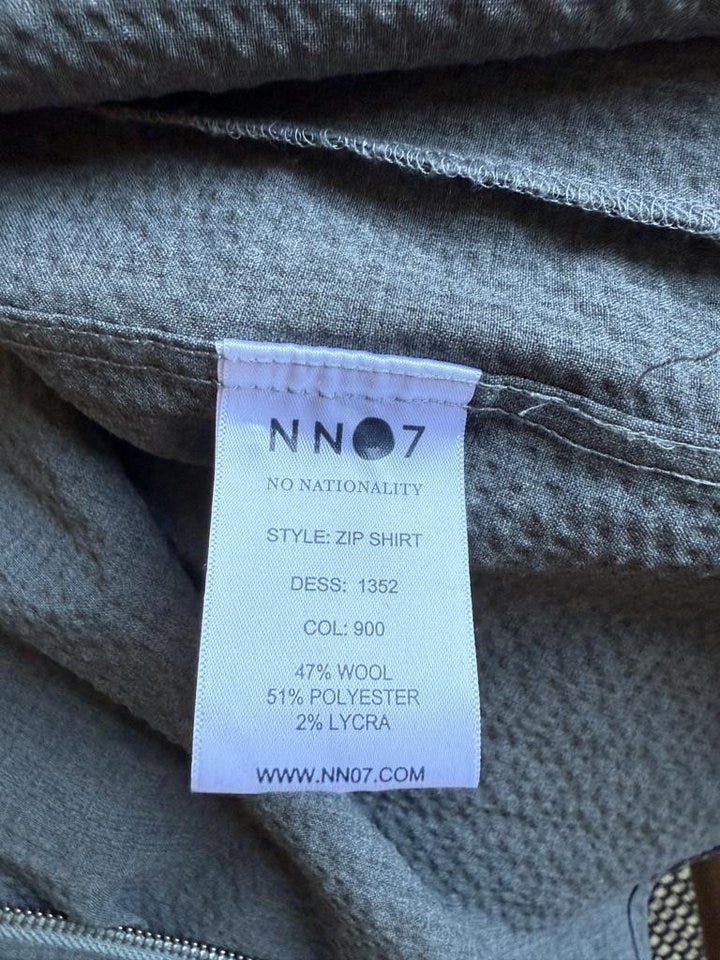 NN07
NO NATIONALITY
STYLE: ZIP SHIRT
DESS: 1352
COL: 900
47% WOOL
51% POLYESTER
2% LYCRA
WWW.NN07.COM